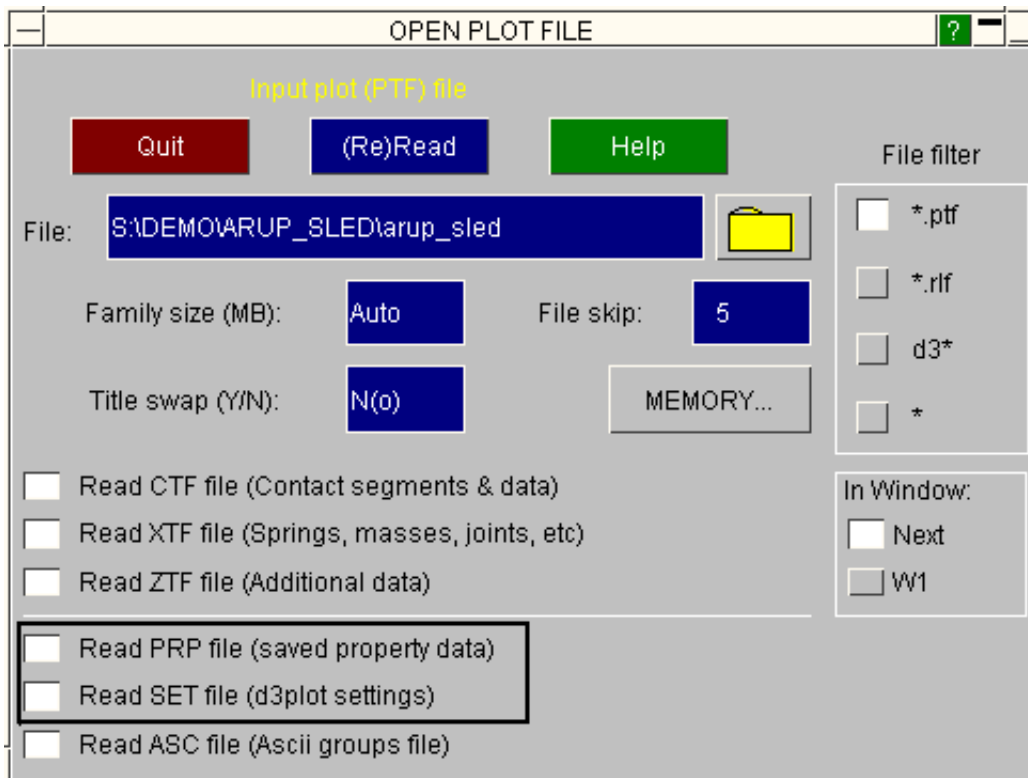 OPEN PLOT FILE ?
Input plot (PTF) file
Quit (Re)Read Help
File filter
File: S:\DEMO\ARUP_SLED\arup_sled
*.ptf
*.rlf
d3*
*
Family size (MB): Auto File skip: 5
Title swap (Y/N): N(o) MEMORY...
Read CTF file (Contact segments & data)
Read XTF file (Springs, masses, joints, etc)
Read ZTF file (Additional data)
In Window:
Next
W1
Read PRP file (saved property data)
Read SET file (d3plot settings)
Read ASC file (Ascii groups file)